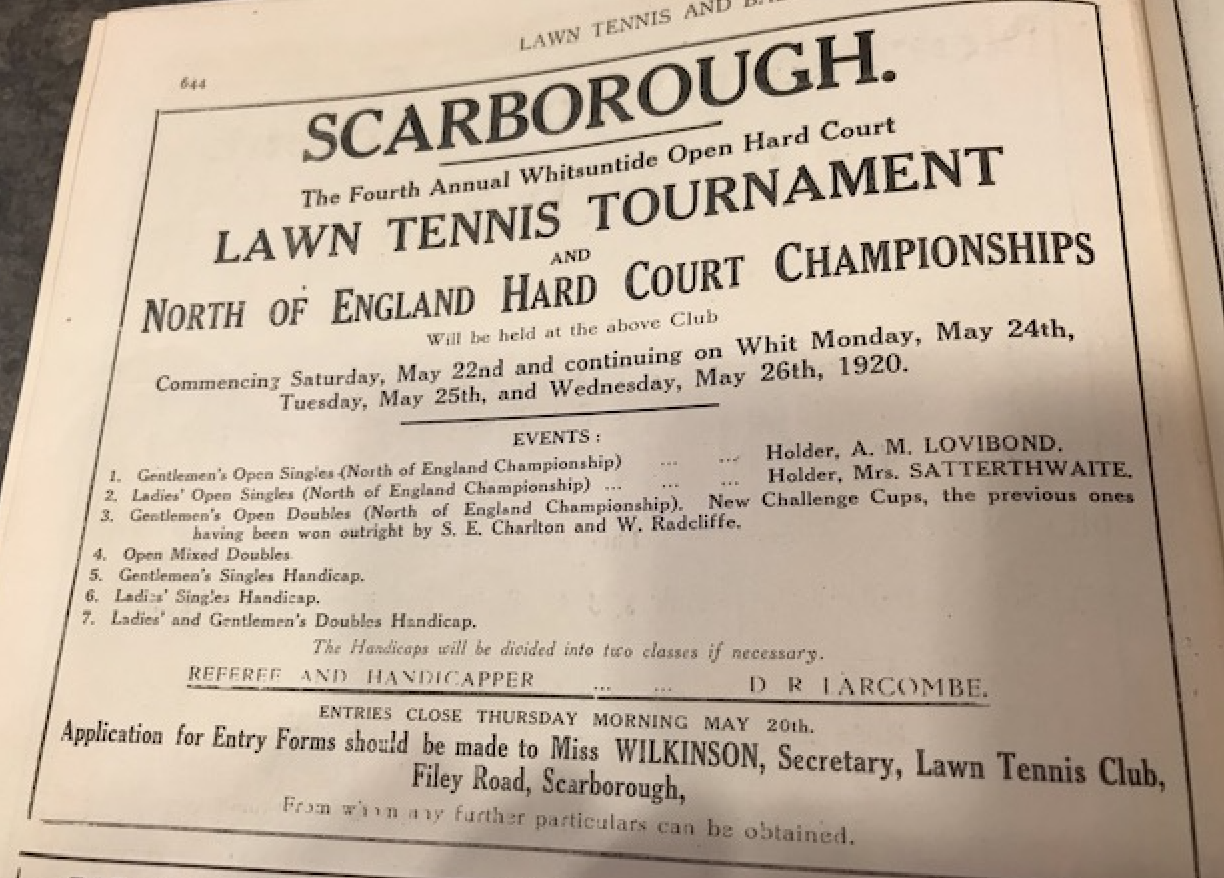 LAWN TENNIS AND
644
SCARBOROUGH.
The Fourth Annual Whitsuntide Open Hard Court
LAWN TENNIS TOURNAMENT
AND
NORTH OF ENGLAND HARD COURT CHAMPIONSHIPS
Will be held at the above Club
Commencing Saturday, May 22nd and continuing on Whit Monday, May 24th,
Tuesday, May 25th, and Wednesday, May 26th, 1920.
EVENTS:
1. Gentlemen's Open Singles (North of England Championship) ... ... Holder, A. M. LOVIBOND.
2. Ladies' Open Singles (North of England Championship) ... ... ... Holder, Mrs. SATTERTHWAITE.
3. Gentlemen's Open Doubles (North of England Championship). New Challenge Cups, the previous ones
having been won outright by S. E. Charlton and W. Radcliffe.
4. Open Mixed Doubles
5. Gentlemen's Singles Handicap.
6. Ladies' Singles Handicap.
7. Ladies' and Gentlemen's Doubles Handicap.
The Handicaps will be divided into two classes if necessary.
REFEREE AND HANDICAPPER ... ... D R LARCOMBE.
ENTRIES CLOSE THURSDAY MORNING MAY 20th.
Application for Entry Forms should be made to Miss WILKINSON, Secretary, Lawn Tennis Club,
Filey Road, Scarborough,
From whom any further particulars can be obtained.